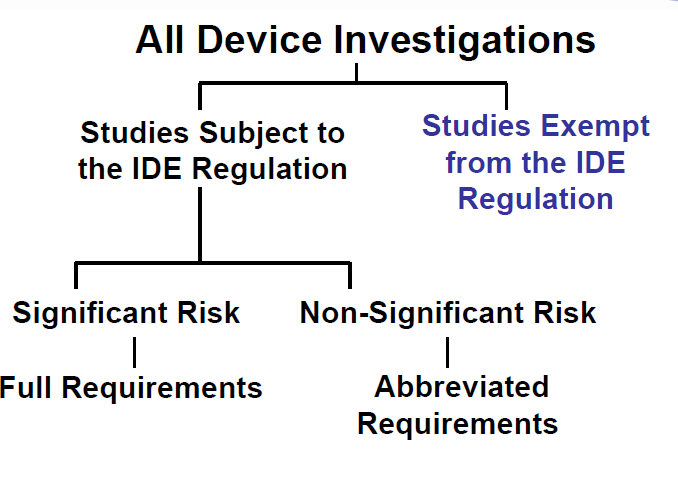 All Device Investigations
Studies Subject to
the IDE Regulation
Studies Exempt
from the IDE
Regulation
Significant Risk
Non-Significant Risk
Full Requirements
Abbreviated
Requirements